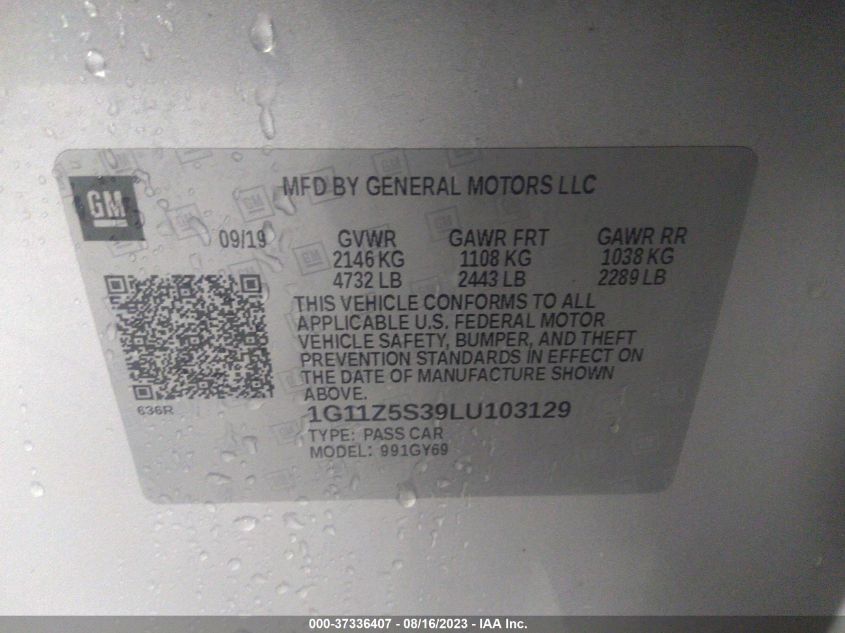 MFD BY GENERAL MOTORS LLC
GM
09/19 GVWR GAWR FRT GAWR RR
2146 KG 1108 KG 1038 KG
4732 LB 2443 LB 2289 LB
THIS VEHICLE CONFORMS TO ALL
APPLICABLE U.S. FEDERAL MOTOR
VEHICLE SAFETY, BUMPER, AND THEFT
PREVENTION STANDARDS IN EFFECT ON
THE DATE OF MANUFACTURE SHOWN
ABOVE.
636R
1G11Z5S39LU103129
TYPE: PASS CAR
MODEL: 991GY69
000-37336407 - 08/16/2023 - IAA Inc.